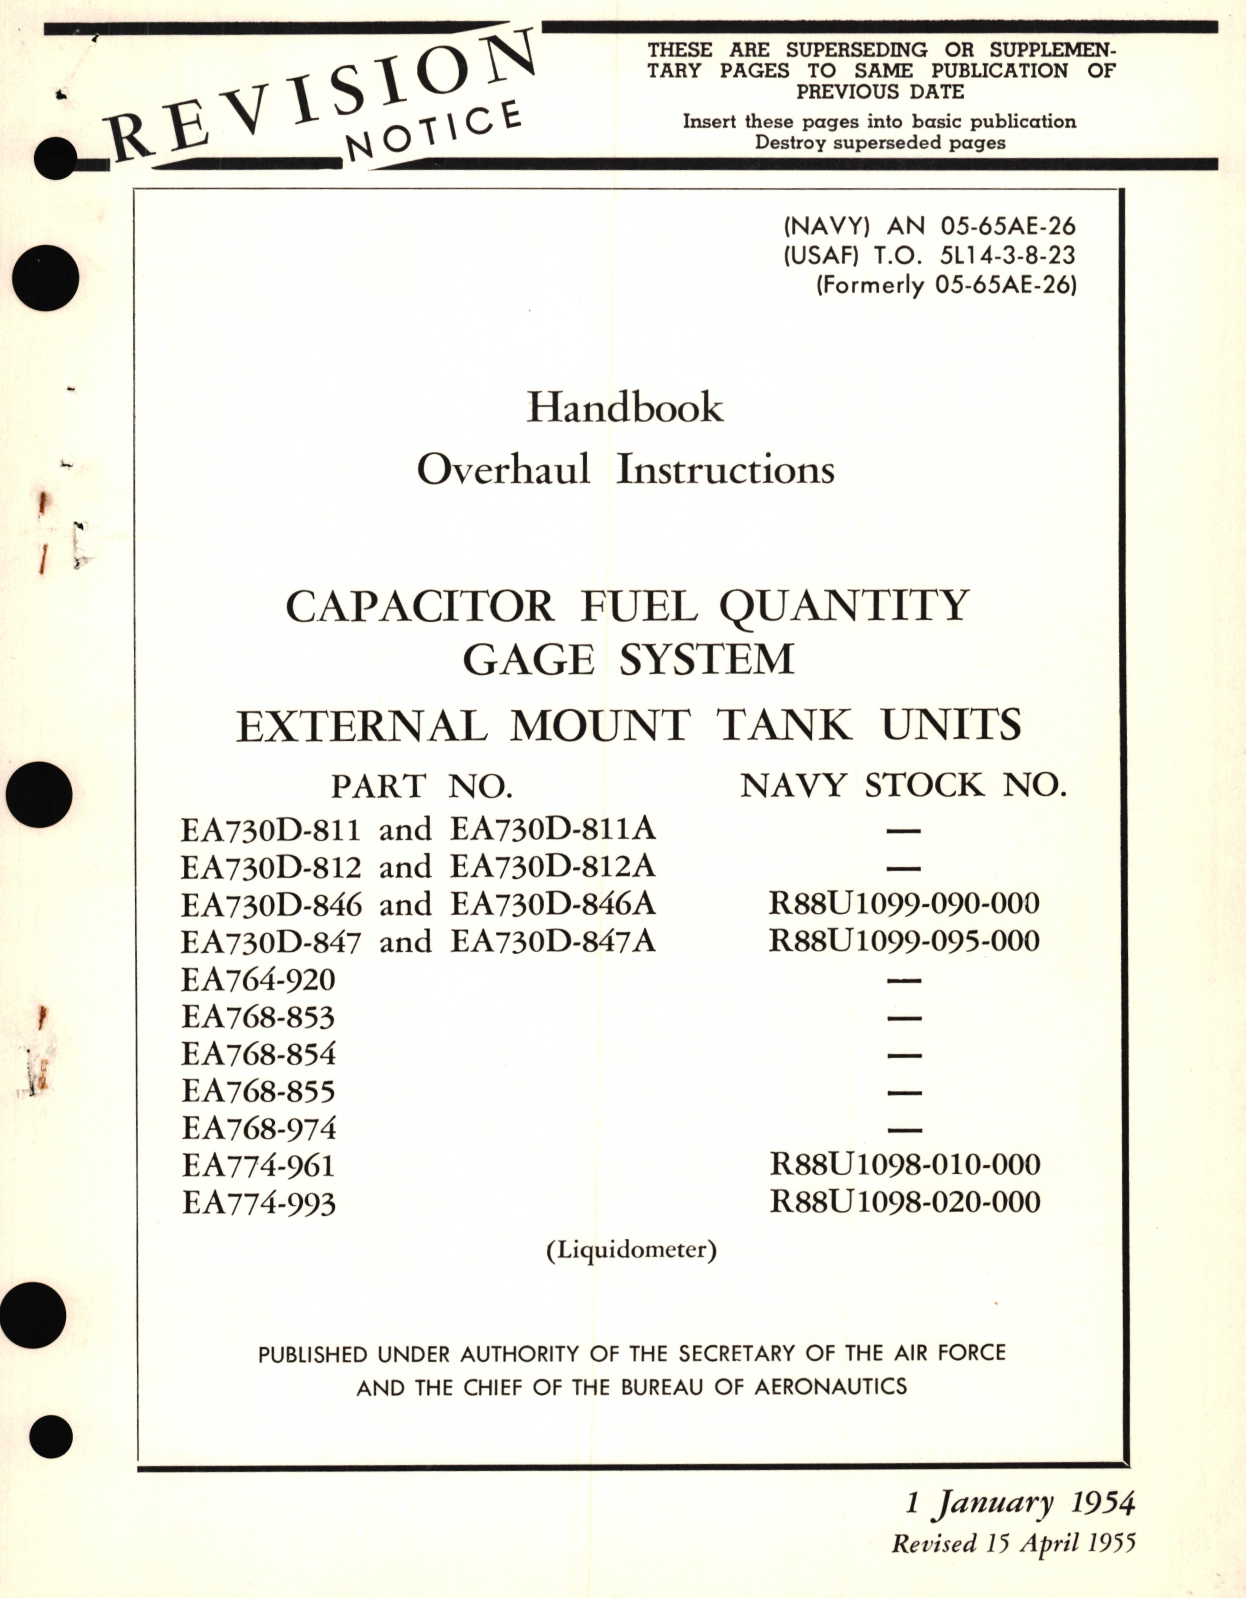 REVISION
NOTICE
THESE ARE SUPERSEDING OR SUPPLEMEN-
TARY PAGES TO SAME PUBLICATION OF
PREVIOUS DATE
Insert these pages into basic publication
Destroy superseded pages
(NAVY) AN 05-65AE-26
(USAF) T.O. 5L14-3-8-23
(Formerly 05-65AE-26)
Handbook
Overhaul Instructions
CAPACITOR FUEL QUANTITY
GAGE SYSTEM
EXTERNAL MOUNT TANK UNITS
PART NO. NAVY STOCK NO.
EA730D-811 and EA730D-811A —
EA730D-812 and EA730D-812A —
EA730D-846 and EA730D-846A R88U1099-090-000
EA730D-847 and EA730D-847A R88U1099-095-000
EA764-920 —
EA768-853 —
EA768-854 —
EA768-855 —
EA768-974 —
EA774-961 R88U1098-010-000
EA774-993 R88U1098-020-000
(Liquidometer)
PUBLISHED UNDER AUTHORITY OF THE SECRETARY OF THE AIR FORCE
AND THE CHIEF OF THE BUREAU OF AERONAUTICS
1 January 1954
Revised 15 April 1955